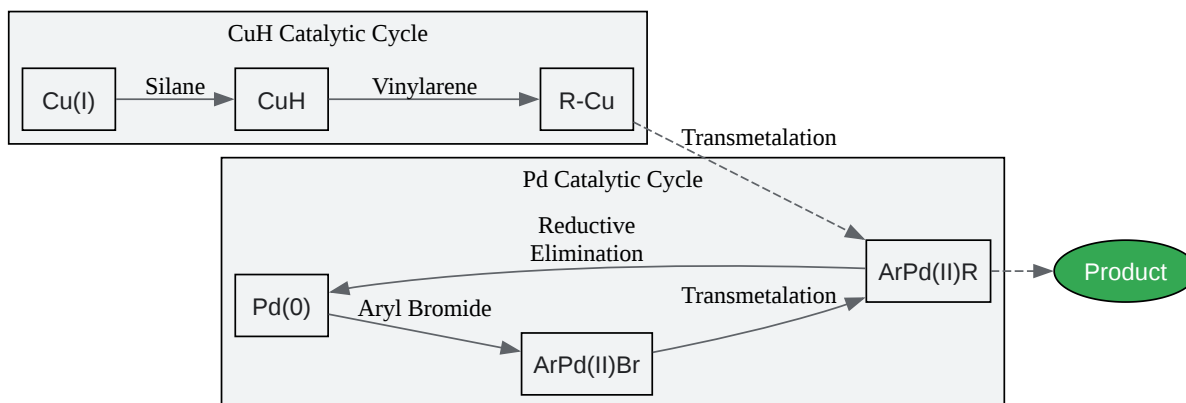 CuH Catalytic Cycle
Cu(I)
Silane
CuH
Vinylarene
R-Cu
Transmetalation
Pd Catalytic Cycle
Reductive
Elimination
ArPd(II)R
Product
Pd(0)
Aryl Bromide
Transmetalation
ArPd(II)Br